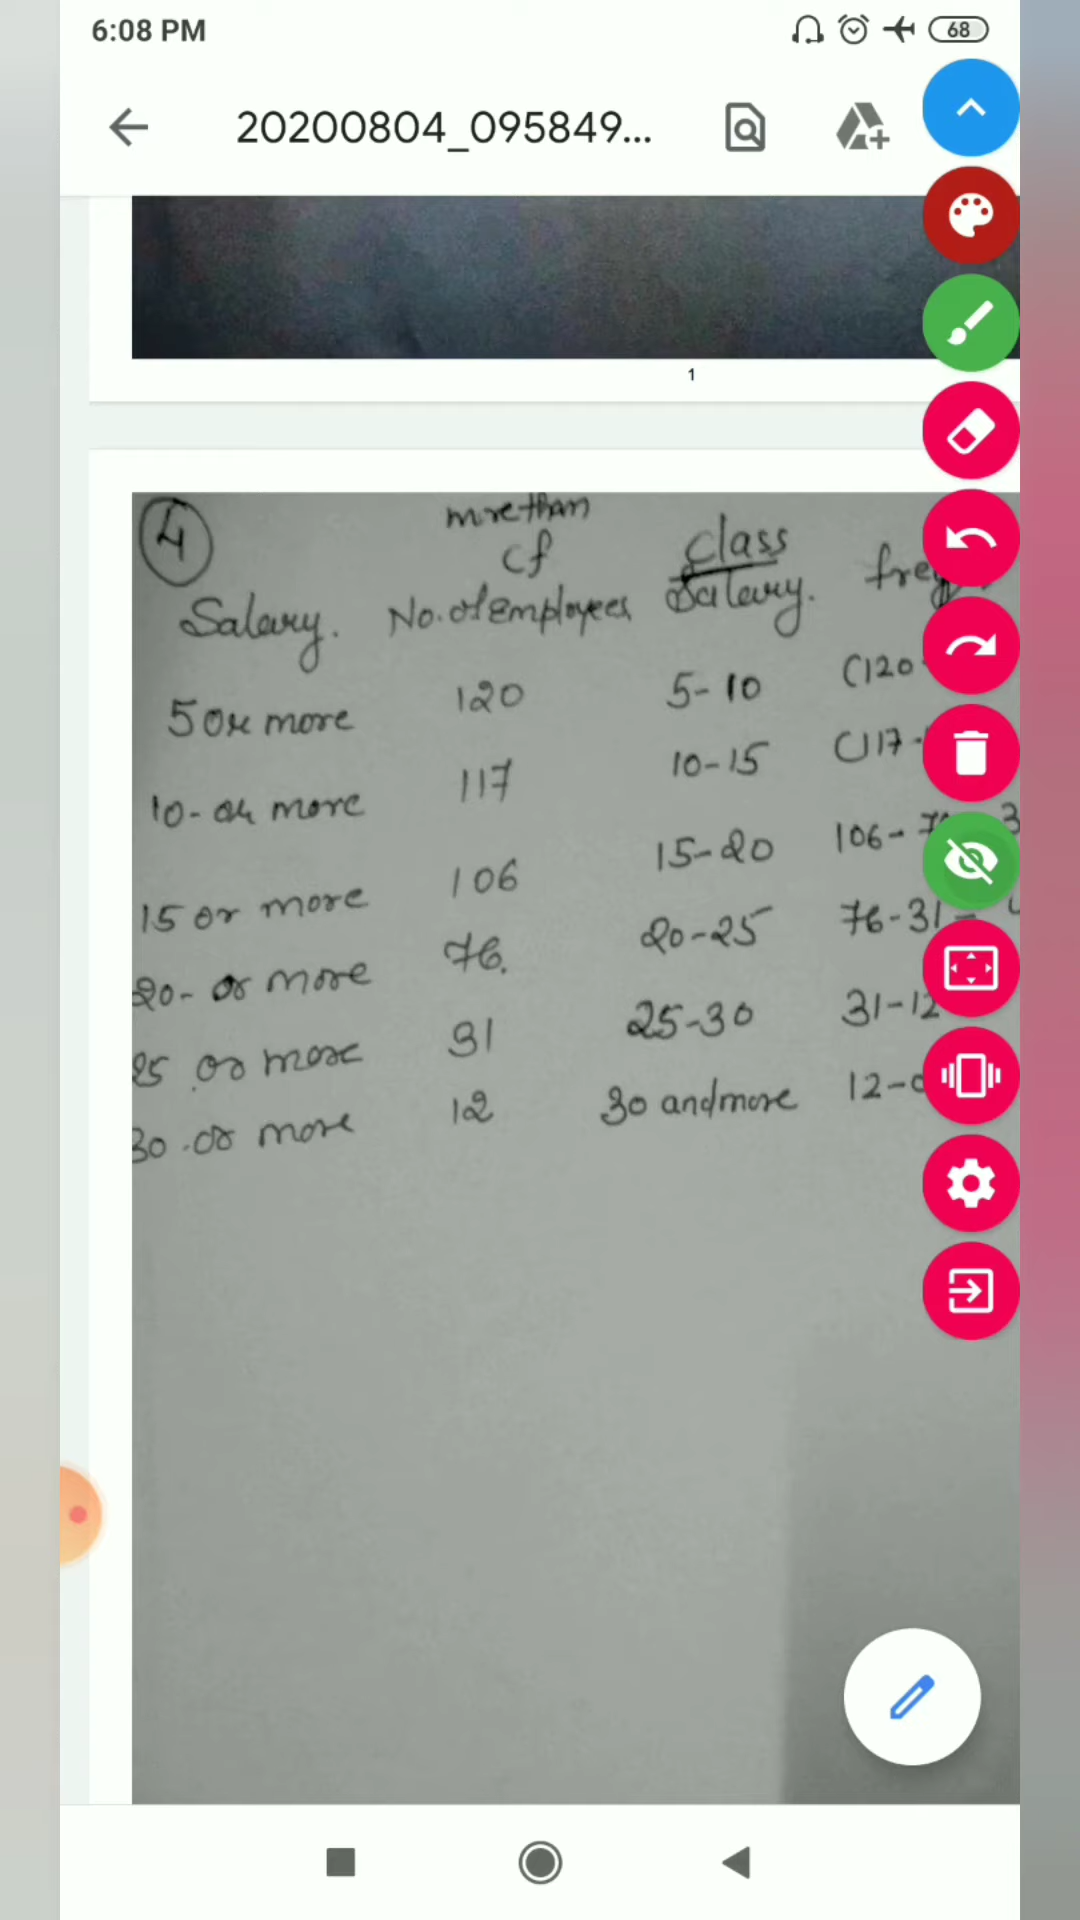 6:08 PM
68
20200804_095849...
1
4
more than
cf
class
Salary. No. of Employees Salary.
5 or more 120 5-10 (120
10- or more 117 10-15 (117-
15 or more 106 15-20 106-
20- or more 76. 20-25 76-31=
25 or more 31 25-30 31-12
30 or more 12 30 and more 12-0